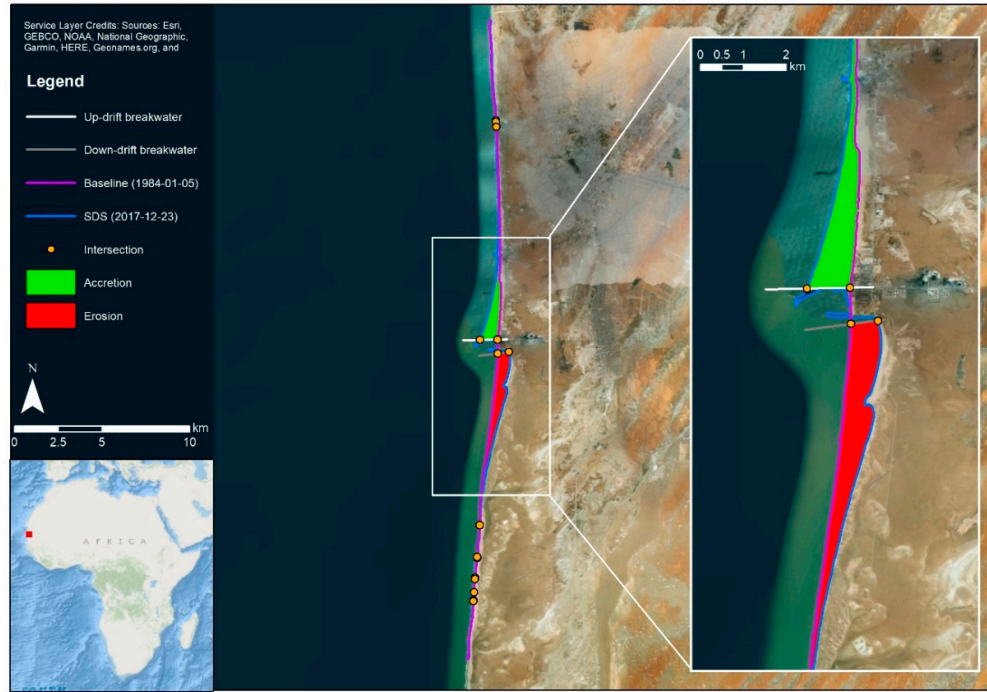 Service Layer Credits: Sources: Esri,
GEBCO, NOAA, National Geographic,
Garmin, HERE, Geonames.org, and
Legend
Up-drift breakwater
Down-drift breakwater
Baseline (1984-01-05)
SDS (2017-12-23)
Intersection
Accretion
Erosion
N
km
0 2.5 5 10
AFRICA
SOUTH
0 0.5 1 2
km